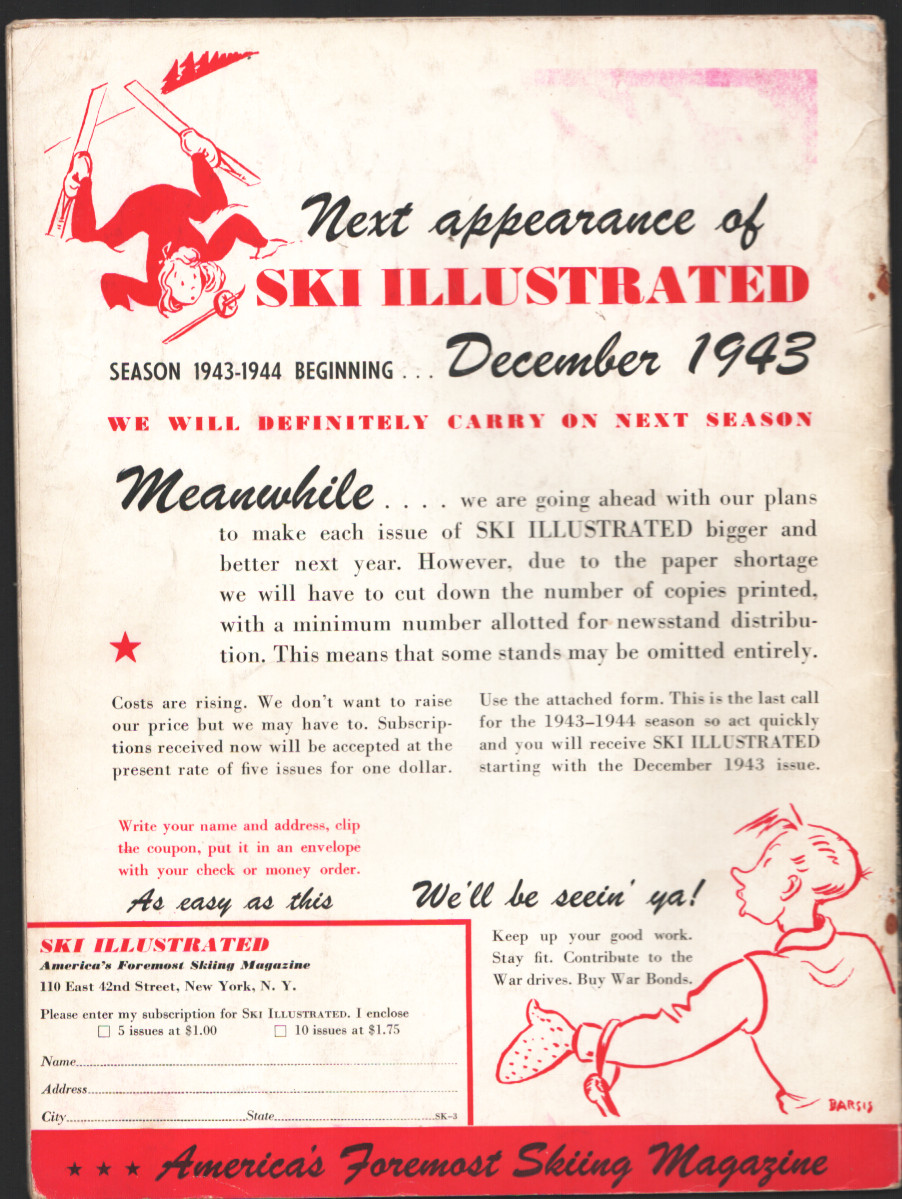 Next appearance of
SKI ILLUSTRATED
SEASON 1943-1944 BEGINNING . . . December 1943
WE WILL DEFINITELY CARRY ON NEXT SEASON
Meanwhile . . . . we are going ahead with our plans
to make each issue of SKI ILLUSTRATED bigger and
better next year. However, due to the paper shortage
we will have to cut down the number of copies printed,
with a minimum number allotted for newsstand distribu-
tion. This means that some stands may be omitted entirely.
Costs are rising. We don't want to raise
our price but we may have to. Subscrip-
tions received now will be accepted at the
present rate of five issues for one dollar.
Use the attached form. This is the last call
for the 1943–1944 season so act quickly
and you will receive SKI ILLUSTRATED
starting with the December 1943 issue.
Write your name and address, clip
the coupon, put it in an envelope
with your check or money order.
As easy as this
We'll be seein' ya!
Keep up your good work.
Stay fit. Contribute to the
War drives. Buy War Bonds.
SKI ILLUSTRATED
America's Foremost Skiing Magazine
110 East 42nd Street, New York, N. Y.
Please enter my subscription for SKI ILLUSTRATED. I enclose
5 issues at $1.00 10 issues at $1.75
Name
Address
City State SK-3
BARSIS
America's Foremost Skiing Magazine